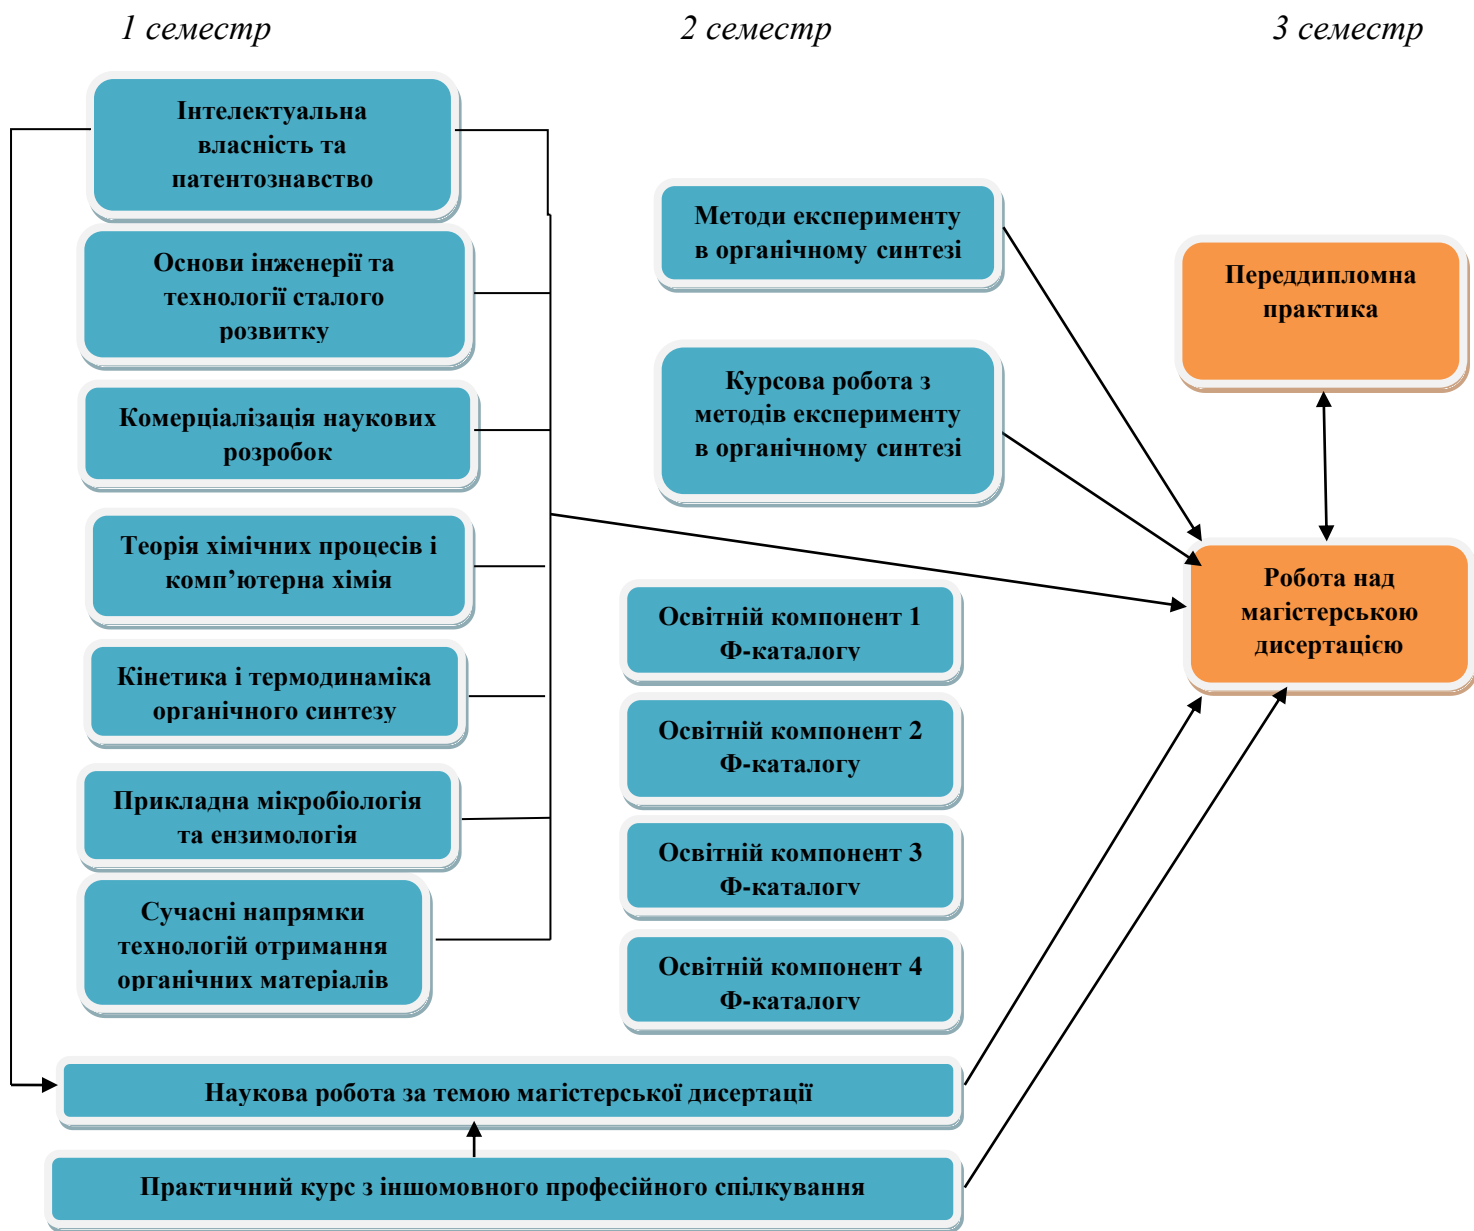 1 семестр
2 семестр
3 семестр
Інтелектуальна
власність та
патентознавство
Основи інженерії та
технології сталого
розвитку
Комерціалізація наукових
розробок
Теорія хімічних процесів і
комп’ютерна хімія
Кінетика і термодинаміка
органічного синтезу
Прикладна мікробіологія
та ензимологія
Сучасні напрямки
технологій отримання
органічних матеріалів
Методи експерименту
в органічному синтезі
Курсова робота з
методів експерименту
в органічному синтезі
Освітній компонент 1
Ф-каталогу
Освітній компонент 2
Ф-каталогу
Освітній компонент 3
Ф-каталогу
Освітній компонент 4
Ф-каталогу
Переддипломна
практика
Робота над
магістерською
дисертацією
Наукова робота за темою магістерської дисертації
Практичний курс з іншомовного професійного спілкування